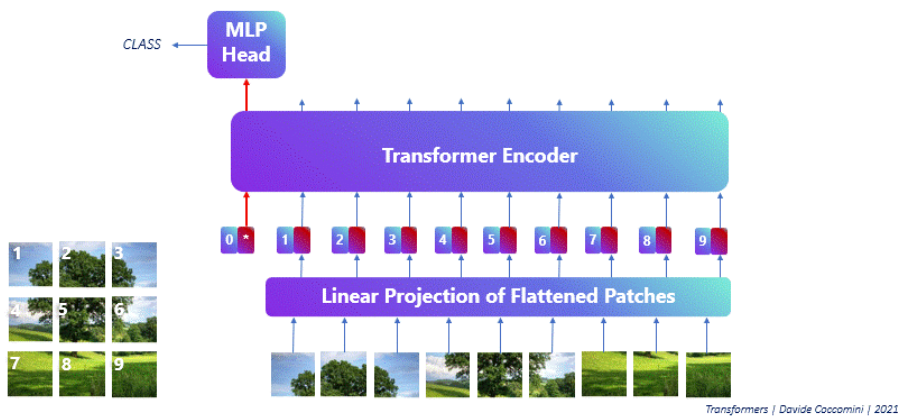 MLP
Head
CLASS
Transformer Encoder
0 * 1 2 3 4 5 6 7 8 9
Linear Projection of Flattened Patches
1 2 3
4 5 6
7 8 9
Transformers | Davide Coccomini | 2021